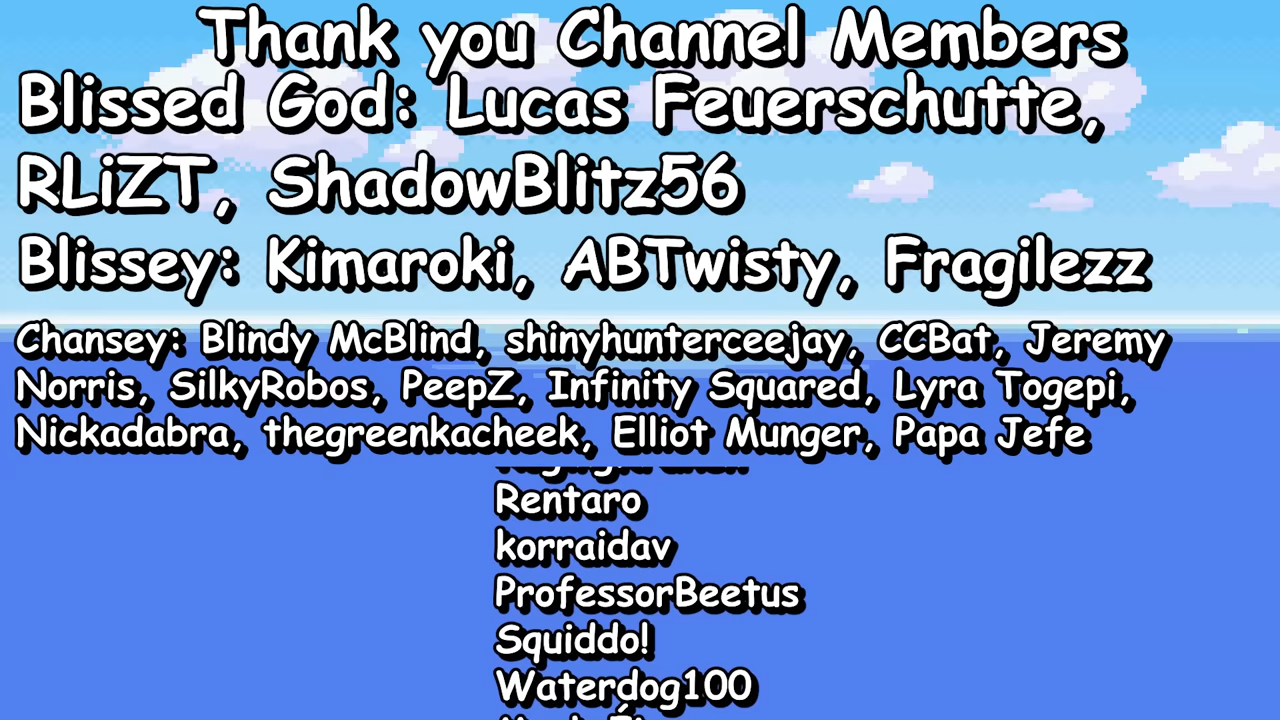 Thank you Channel Members
Blissed God: Lucas Feuerschutte,
RLiZT, ShadowBlitz56
Blissey: Kimaroki, ABTwisty, Fragilezz
Chansey: Blindy McBlind, shinyhunterceejay, CCBat, Jeremy
Norris, SilkyRobos, PeepZ, Infinity Squared, Lyra Togepi,
Nickadabra, thegreenkacheek, Elliot Munger, Papa Jefe
Rentaro
korraidav
ProfessorBeetus
Squiddo!
Waterdog100